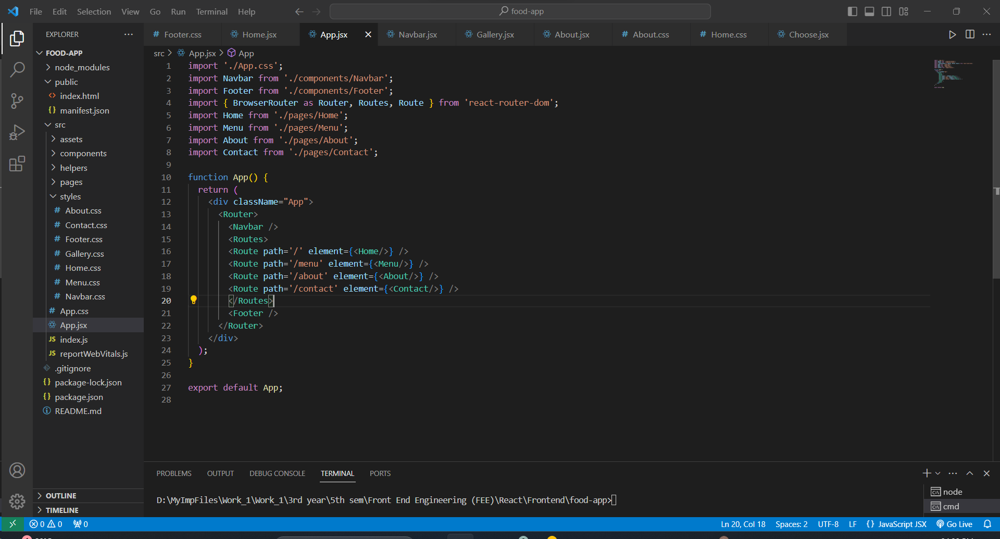 File Edit Selection View Go Run Terminal Help
food-app
EXPLORER
FOOD-APP
node_modules
public
index.html
manifest.json
src
assets
components
helpers
pages
styles
About.css
Contact.css
Footer.css
Gallery.css
Home.css
Menu.css
Navbar.css
App.css
App.jsx
index.js
reportWebVitals.js
.gitignore
package-lock.json
package.json
README.md
OUTLINE
TIMELINE
Footer.css Home.jsx App.jsx Navbar.jsx Gallery.jsx About.jsx About.css Home.css Choose.jsx
src > App.jsx > App
1 import './App.css';
2 import Navbar from './components/Navbar';
3 import Footer from './components/Footer';
4 import { BrowserRouter as Router, Routes, Route } from 'react-router-dom';
5 import Home from './pages/Home';
6 import Menu from './pages/Menu';
7 import About from './pages/About';
8 import Contact from './pages/Contact';
9
10 function App() {
11 return (
12 <div className="App">
13 <Router>
14 <Navbar />
15 <Routes>
16 <Route path='/' element={<Home/>} />
17 <Route path='/menu' element={<Menu/>} />
18 <Route path='/about' element={<About/>} />
19 <Route path='/contact' element={<Contact/>} />
20 </Routes>
21 <Footer />
22 </Router>
23 </div>
24 );
25 }
26
27 export default App;
28
PROBLEMS OUTPUT DEBUG CONSOLE TERMINAL PORTS
D:\MyImpFiles\Work_1\Work_1\3rd year\5th sem\Front End Engineering (FEE)\React\Frontend\food-app>
node
cmd
0 0 0
Ln 20, Col 18 Spaces: 2 UTF-8 LF {} JavaScript JSX Go Live